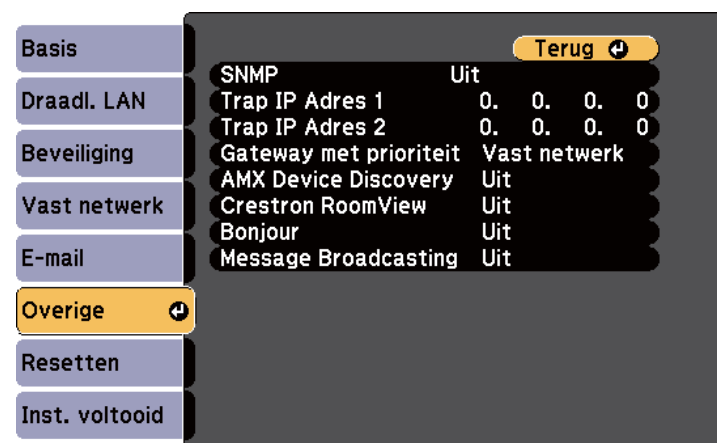 Basis
Draadl. LAN
Beveiliging
Vast netwerk
E-mail
Overige
Resetten
Inst. voltooid
Terug
SNMP Uit
Trap IP Adres 1 0. 0. 0. 0
Trap IP Adres 2 0. 0. 0. 0
Gateway met prioriteit Vast netwerk
AMX Device Discovery Uit
Crestron RoomView Uit
Bonjour Uit
Message Broadcasting Uit